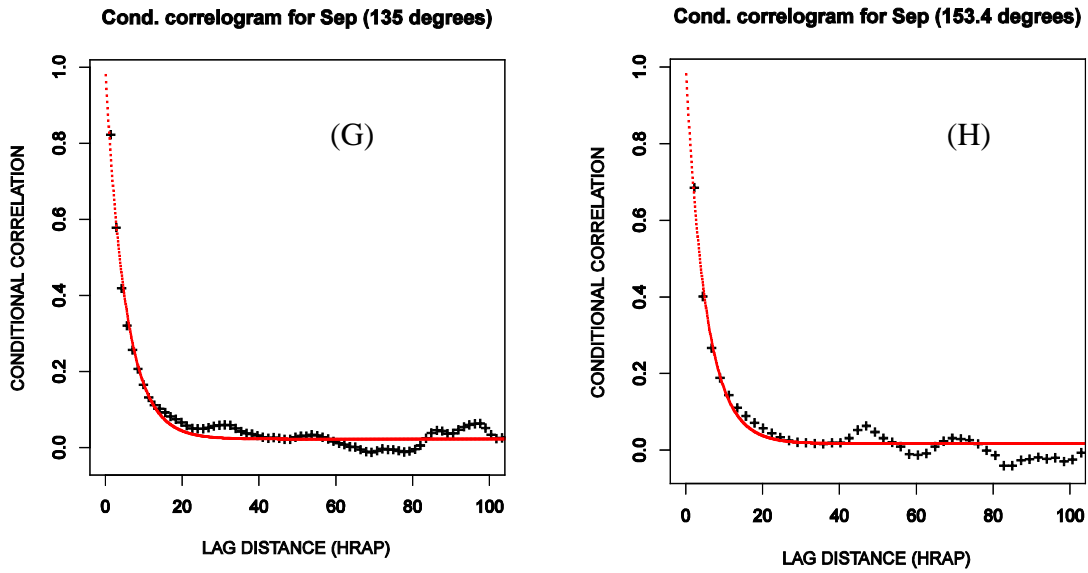 Cond. correlogram for Sep (135 degrees)
CONDITIONAL CORRELATION
1.0
0.8
0.6
0.4
0.2
0.0
(G)
0 20 40 60 80 100
LAG DISTANCE (HRAP)
Cond. correlogram for Sep (153.4 degrees)
CONDITIONAL CORRELATION
1.0
0.8
0.6
0.4
0.2
0.0
(H)
0 20 40 60 80 100
LAG DISTANCE (HRAP)